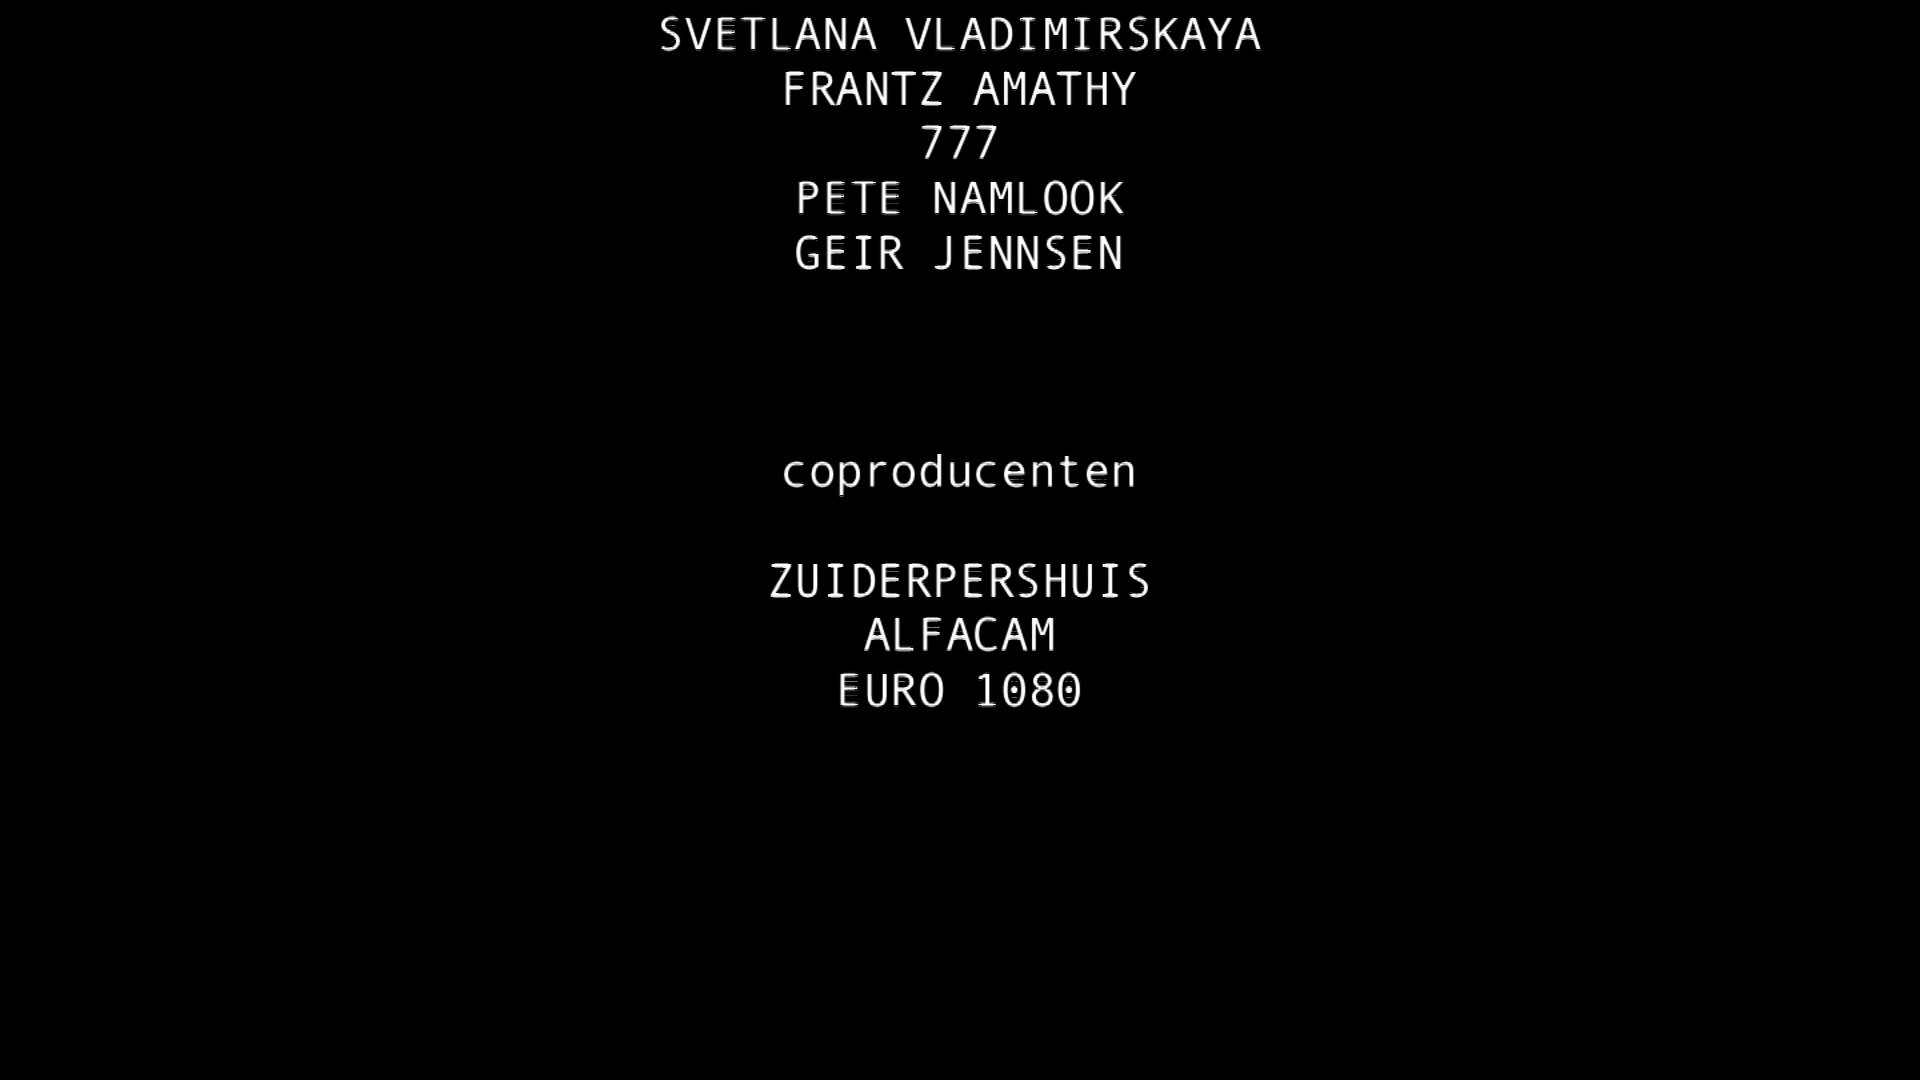 SVETLANA VLADIMIRSKAYA
FRANTZ AMATHY
777
PETE NAMLOOK
GEIR JENNSEN
coproducenten
ZUIDERPERSHUIS
ALFACAM
EURO 1080